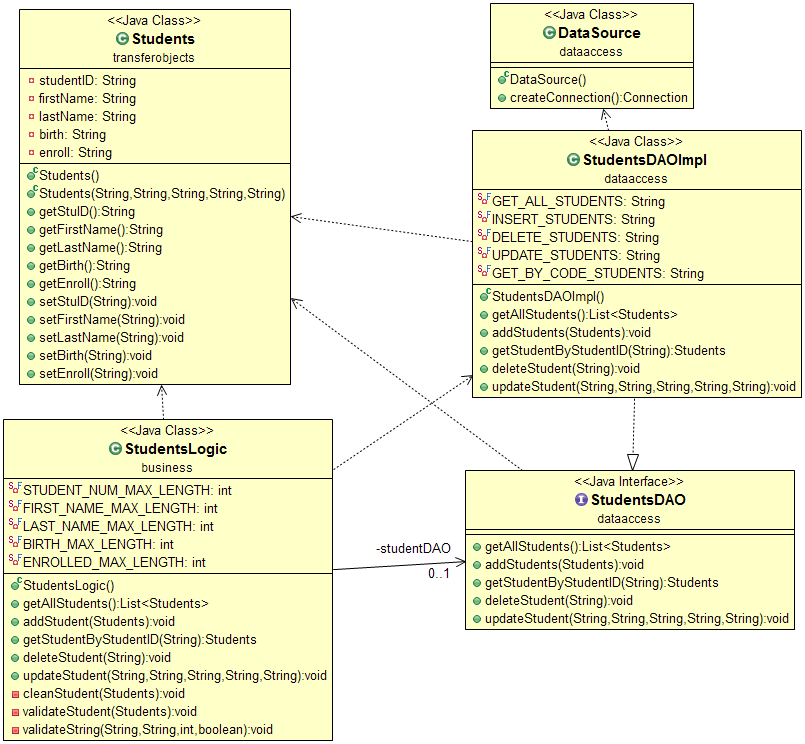 <<Java Class>>
Students
transferobjects
studentID: String
firstName: String
lastName: String
birth: String
enroll: String
Students()
Students(String,String,String,String,String)
getStuID():String
getFirstName():String
getLastName():String
getBirth():String
getEnroll():String
setStuID(String):void
setFirstName(String):void
setLastName(String):void
setBirth(String):void
setEnroll(String):void
<<Java Class>>
DataSource
dataaccess
DataSource()
createConnection():Connection
<<Java Class>>
StudentsDAOImpl
dataaccess
GET_ALL_STUDENTS: String
INSERT_STUDENTS: String
DELETE_STUDENTS: String
UPDATE_STUDENTS: String
GET_BY_CODE_STUDENTS: String
StudentsDAOImpl()
getAllStudents():List<Students>
addStudents(Students):void
getStudentByStudentID(String):Students
deleteStudent(String):void
updateStudent(String,String,String,String,String):void
<<Java Class>>
StudentsLogic
business
STUDENT_NUM_MAX_LENGTH: int
FIRST_NAME_MAX_LENGTH: int
LAST_NAME_MAX_LENGTH: int
BIRTH_MAX_LENGTH: int
ENROLLED_MAX_LENGTH: int
StudentsLogic()
getAllStudents():List<Students>
addStudent(Students):void
getStudentByStudentID(String):Students
deleteStudent(String):void
updateStudent(String,String,String,String,String):void
cleanStudent(Students):void
validateStudent(Students):void
validateString(String,String,int,boolean):void
-studentDAO
0..1
<<Java Interface>>
StudentsDAO
dataaccess
getAllStudents():List<Students>
addStudents(Students):void
getStudentByStudentID(String):Students
deleteStudent(String):void
updateStudent(String,String,String,String,String):void